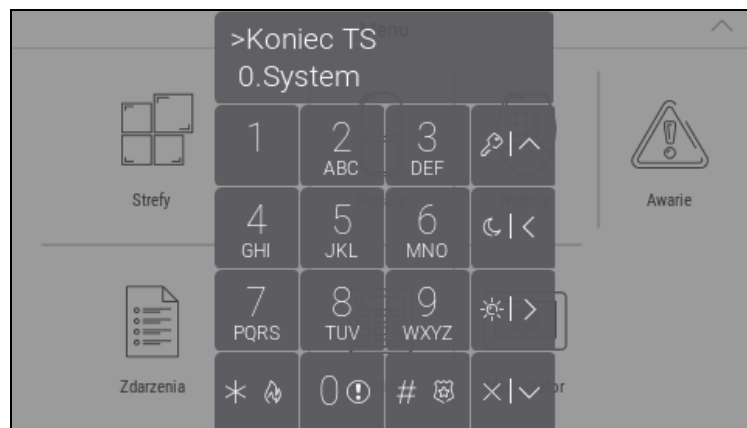 Menu
>Koniec TS
0.System
1
2
ABC
3
DEF
Strefy
Awarie
4
GHI
5
JKL
6
MNO
7
PQRS
8
TUV
9
WXYZ
Zdarzenia
*
0
#